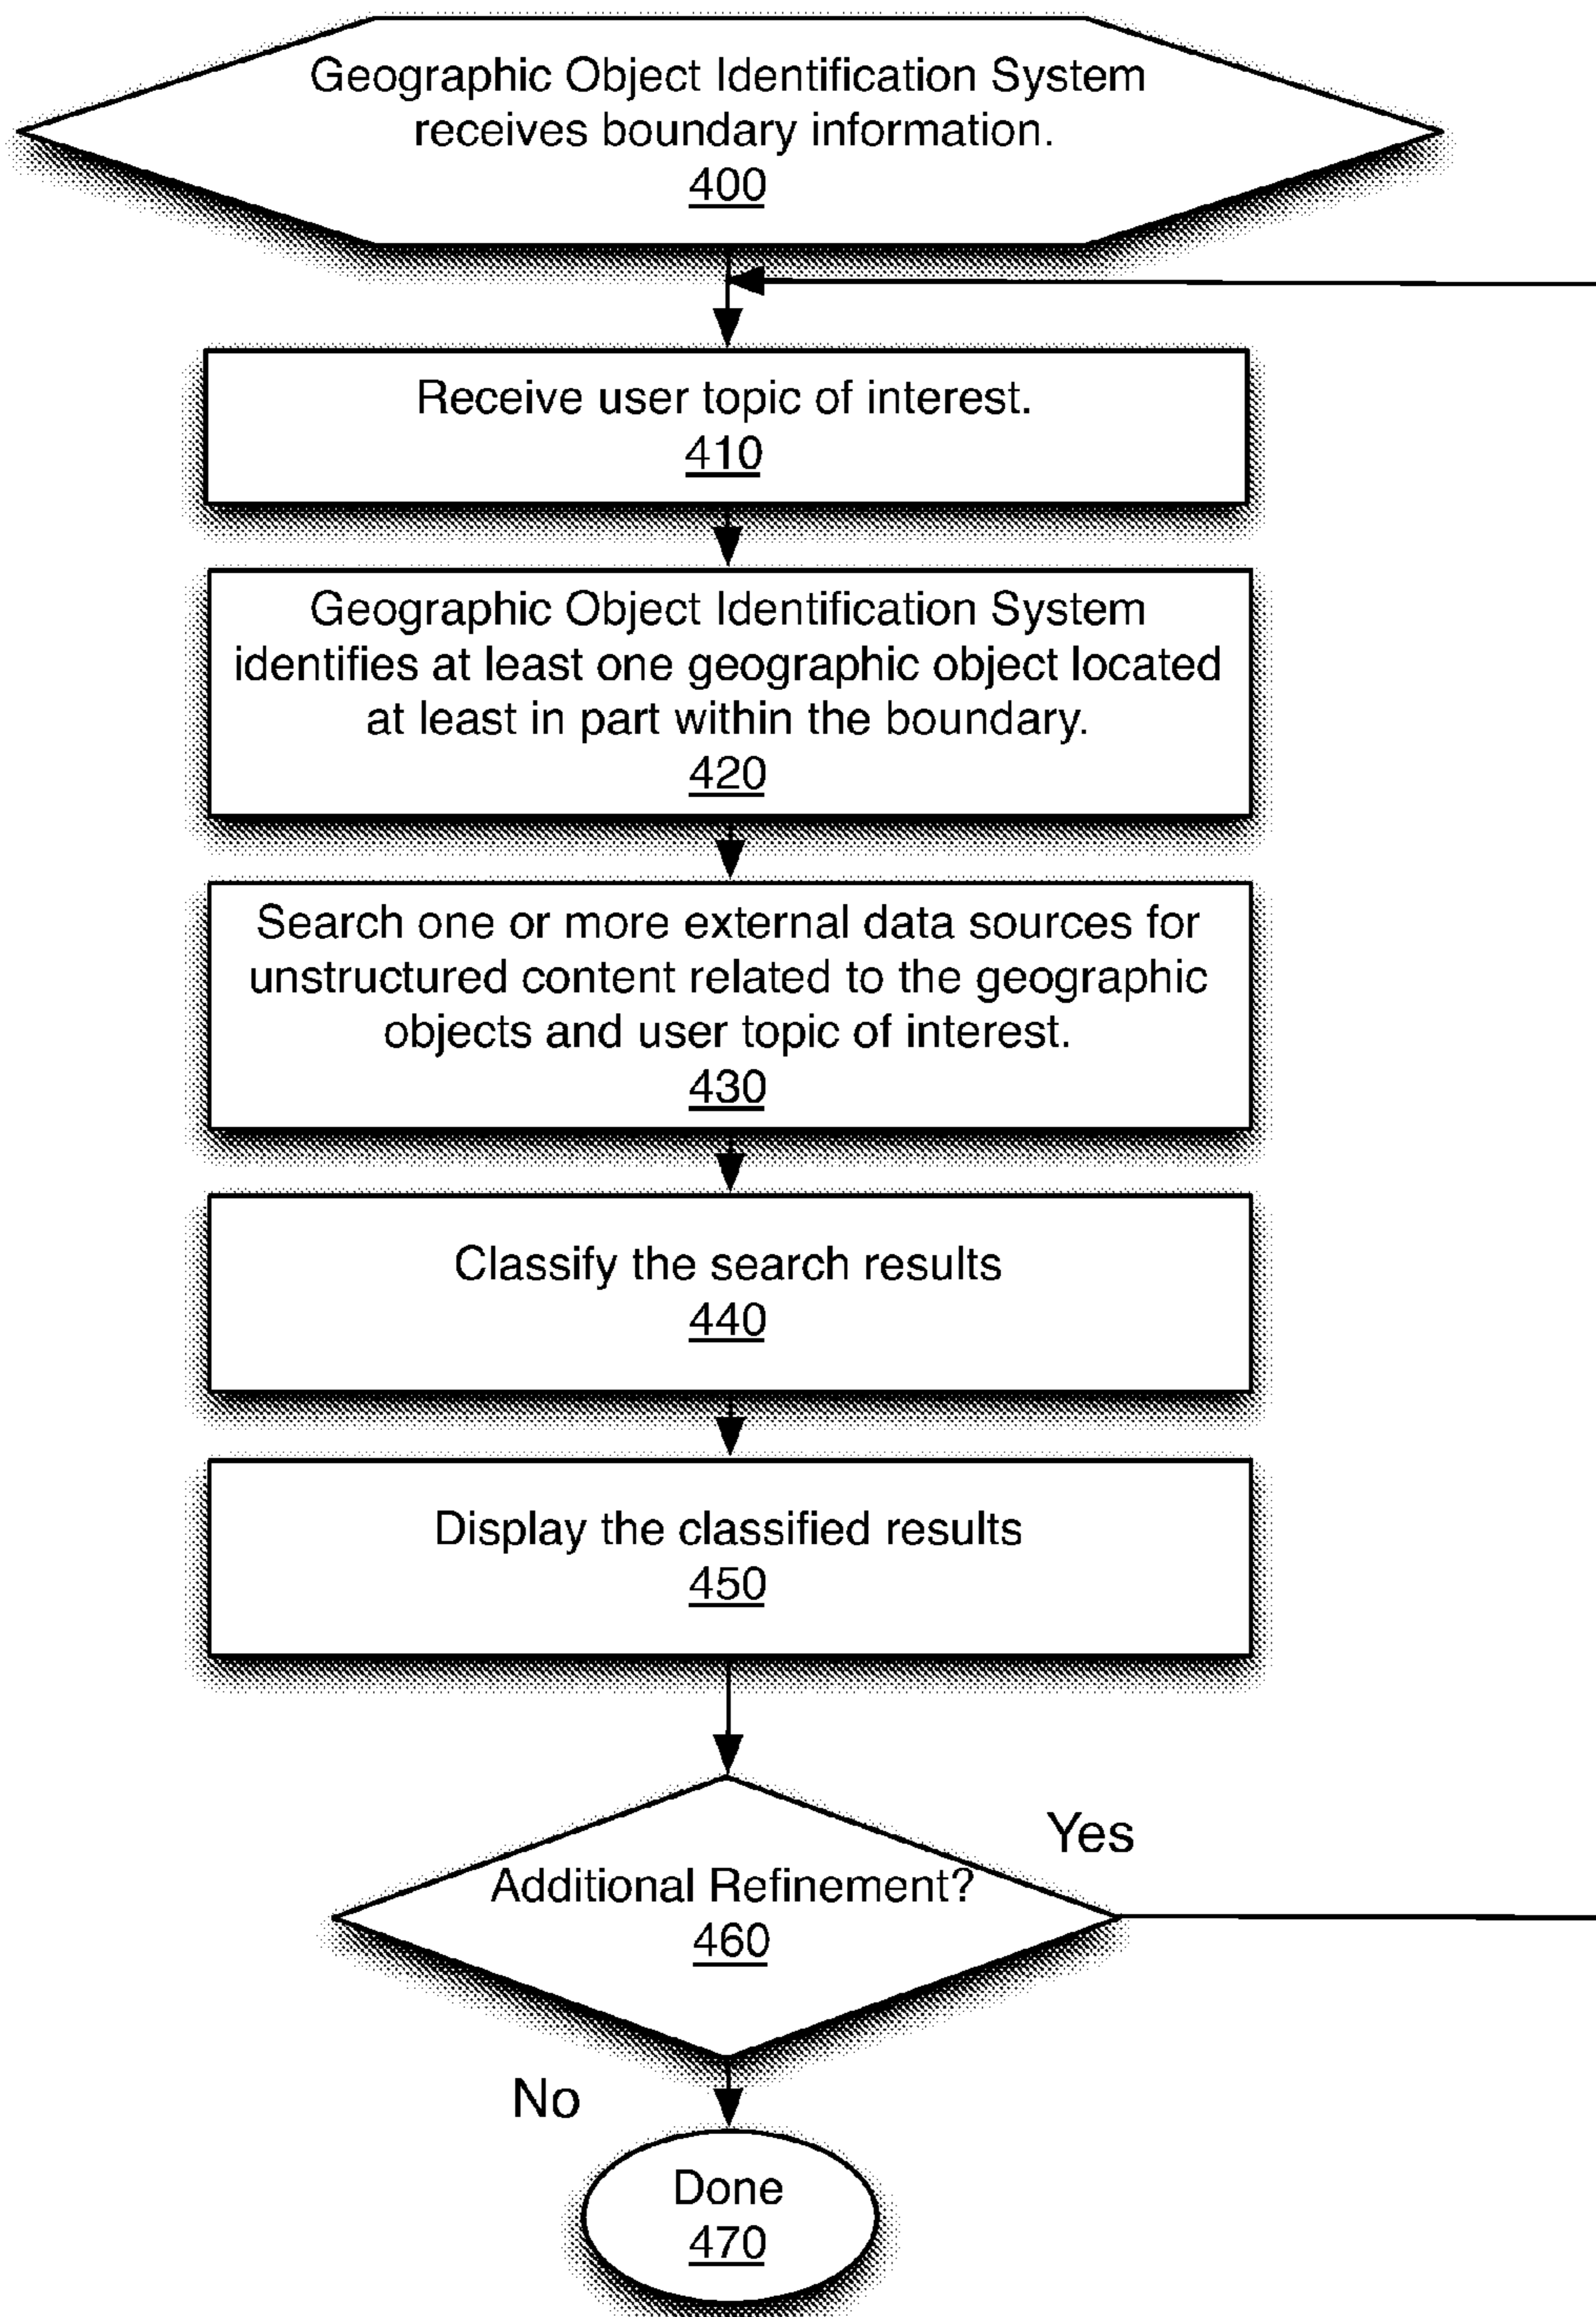 Geographic Object Identification System
receives boundary information.
400
Receive user topic of interest.
410
Geographic Object Identification System
identifies at least one geographic object located
at least in part within the boundary.
420
Search one or more external data sources for
unstructured content related to the geographic
objects and user topic of interest.
430
Classify the search results
440
Display the classified results
450
Yes
Additional Refinement?
460
No
Done
470